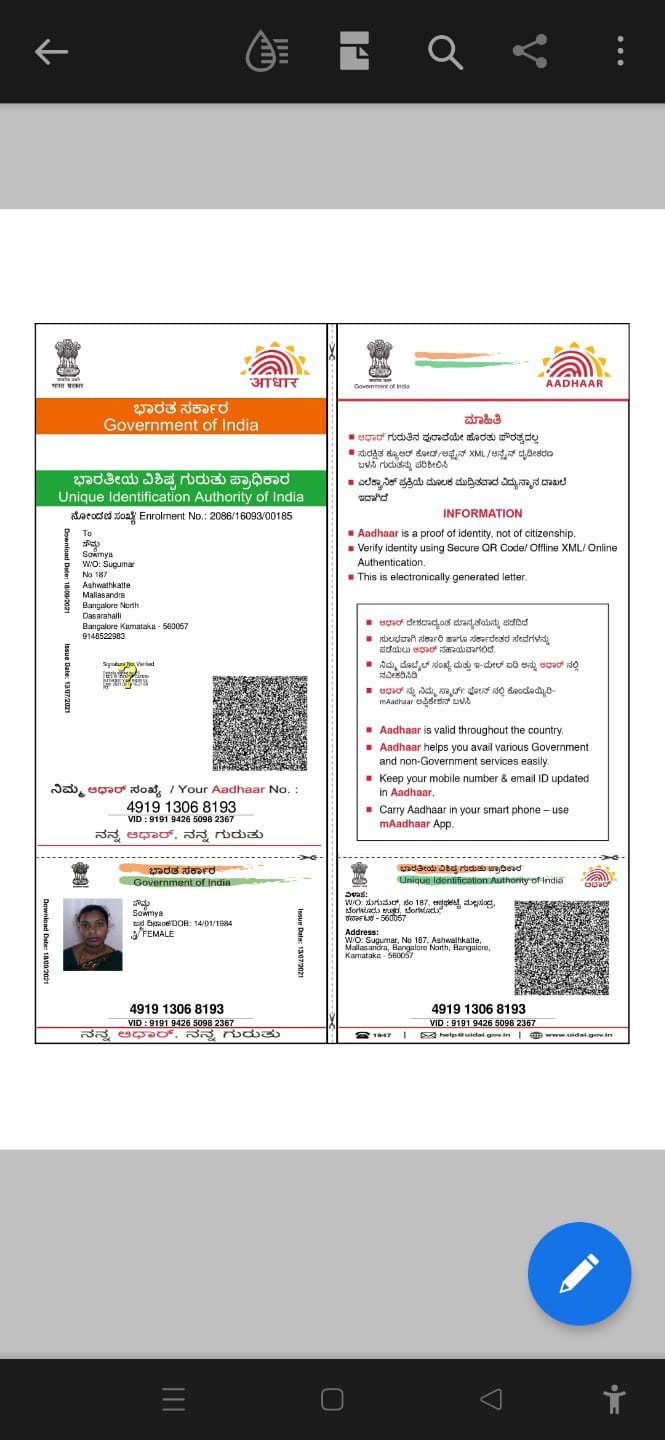 भारत सरकार
आधार
ಭಾರತ ಸರ್ಕಾರ
Government of India
ಭಾರತೀಯ ವಿಶಿಷ್ಟ ಗುರುತು ಪ್ರಾಧಿಕಾರ
Unique Identification Authority of India
ನೋಂದಣಿ ಸಂಖ್ಯೆ/ Enrolment No.: 2086/16093/00185
Download Date: 18/09/2021
Issue Date: 13/07/2021
To
ಸೌಮ್ಯ
Sowmya
W/O: Sugumar
No 187
Ashwathkatte
Mallasandra
Bangalore North
Dasarahalli
Bangalore Karnataka - 560057
9148522983
Signature Not Verified
ನಿಮ್ಮ ಆಧಾರ್ ಸಂಖ್ಯೆ / Your Aadhaar No. :
4919 1306 8193
VID : 9191 9426 5098 2367
ನನ್ನ ಆಧಾರ್, ನನ್ನ ಗುರುತು
Government of India
AADHAAR
ಮಾಹಿತಿ
ಆಧಾರ್ ಗುರುತಿನ ಪುರಾವೆಯೇ ಹೊರತು ಪೌರತ್ವದಲ್ಲ
ಸುರಕ್ಷಿತ ಕ್ಯೂಆರ್ ಕೋಡ್/ಆಫ್ಲೈನ್ XML /ಆನ್ಲೈನ್ ದೃಢೀಕರಣ
ಬಳಸಿ ಗುರುತನ್ನು ಪರಿಶೀಲಿಸಿ
ಎಲೆಕ್ಟ್ರಾನಿಕ್ ಪ್ರಕ್ರಿಯೆ ಮೂಲಕ ಮುದ್ರಿತವಾದ ವಿದ್ಯುನ್ಮಾನ ದಾಖಲೆ
ಇದಾಗಿದೆ
INFORMATION
Aadhaar is a proof of identity, not of citizenship.
Verify identity using Secure QR Code/ Offline XML/ Online
Authentication.
This is electronically generated letter.
ಆಧಾರ್ ದೇಶದಾದ್ಯಂತ ಮಾನ್ಯತೆಯನ್ನು ಪಡೆದಿದೆ
ಸುಲಭವಾಗಿ ಸರ್ಕಾರಿ ಹಾಗೂ ಸರ್ಕಾರೇತರ ಸೇವೆಗಳನ್ನು
ಪಡೆಯಲು ಆಧಾರ್ ಸಹಾಯವಾಗಲಿದೆ.
ನಿಮ್ಮ ಮೊಬೈಲ್ ಸಂಖ್ಯೆ ಮತ್ತು ಇ-ಮೇಲ್ ಐಡಿ ಅನ್ನು ಆಧಾರ್ ನಲ್ಲಿ
ನವೀಕರಿಸಿಡಿ
ಆಧಾರ್ ನ್ನು ನಿಮ್ಮ ಸ್ಮಾರ್ಟ್ ಫೋನ್ ನಲ್ಲಿ ಕೊಂಡೊಯ್ಯಿರಿ-
mAadhaar ಅಪ್ಲಿಕೇಶನ್ ಬಳಸಿ
Aadhaar is valid throughout the country.
Aadhaar helps you avail various Government
and non-Government services easily.
Keep your mobile number & email ID updated
in Aadhaar.
Carry Aadhaar in your smart phone – use
mAadhaar App.
ಭಾರತ ಸರ್ಕಾರ
Government of India
Download Date: 18/09/2021
ಸೌಮ್ಯ
Sowmya
ಜನ್ಮ ದಿನಾಂಕ/DOB: 14/01/1984
ಸ್ತ್ರೀ/ FEMALE
Issue Date: 13/07/2021
4919 1306 8193
VID : 9191 9426 5098 2367
ನನ್ನ ಆಧಾರ್, ನನ್ನ ಗುರುತು
ಭಾರತೀಯ ವಿಶಿಷ್ಟ ಗುರುತು ಪ್ರಾಧಿಕಾರ
Unique Identification Authority of India
ಆಧಾರ್
ವಿಳಾಸ:
W/O: ಸುಗುಮಾರ್, ನಂ 187, ಅಶ್ವಥಕಟ್ಟೆ, ಮಲ್ಲಸಂದ್ರ,
ಬೆಂಗಳೂರು ಉತ್ತರ, ಬೆಂಗಳೂರು,
ಕರ್ನಾಟಕ - 560057
Address:
W/O: Sugumar, No 187, Ashwathkatte,
Mallasandra, Bangalore North, Bangalore,
Karnataka - 560057
4919 1306 8193
VID : 9191 9426 5098 2367
1947 | help@uidai.gov.in | www.uidai.gov.in